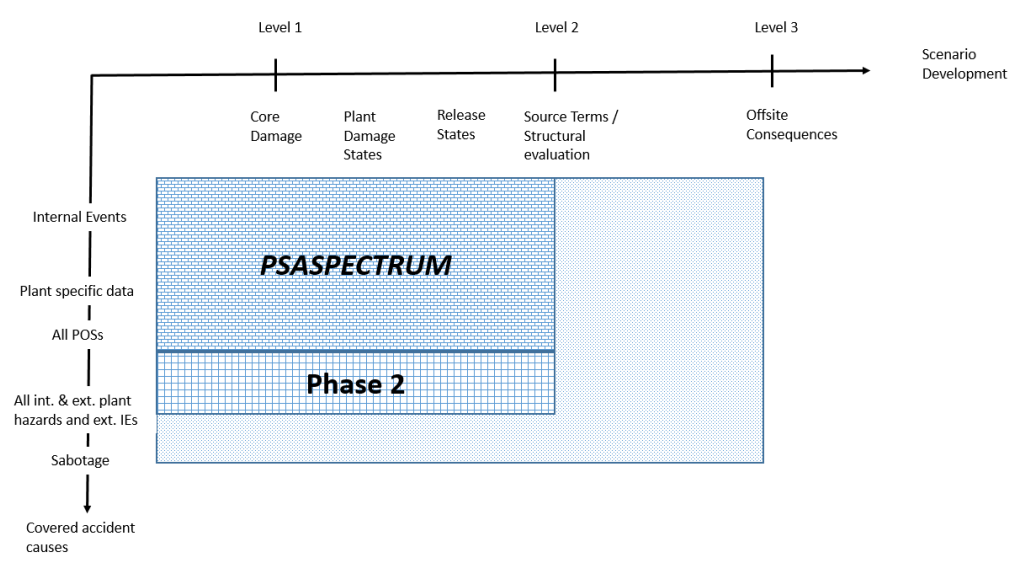 Level 1
Level 2
Level 3
Scenario
Development
Core
Damage
Plant
Damage
States
Release
States
Source Terms /
Structural
evaluation
Offsite
Consequences
Internal Events
PSASPECTRUM
Plant specific data
All POSs
Phase 2
All int. & ext. plant
hazards and ext. IEs
Sabotage
Covered accident
causes